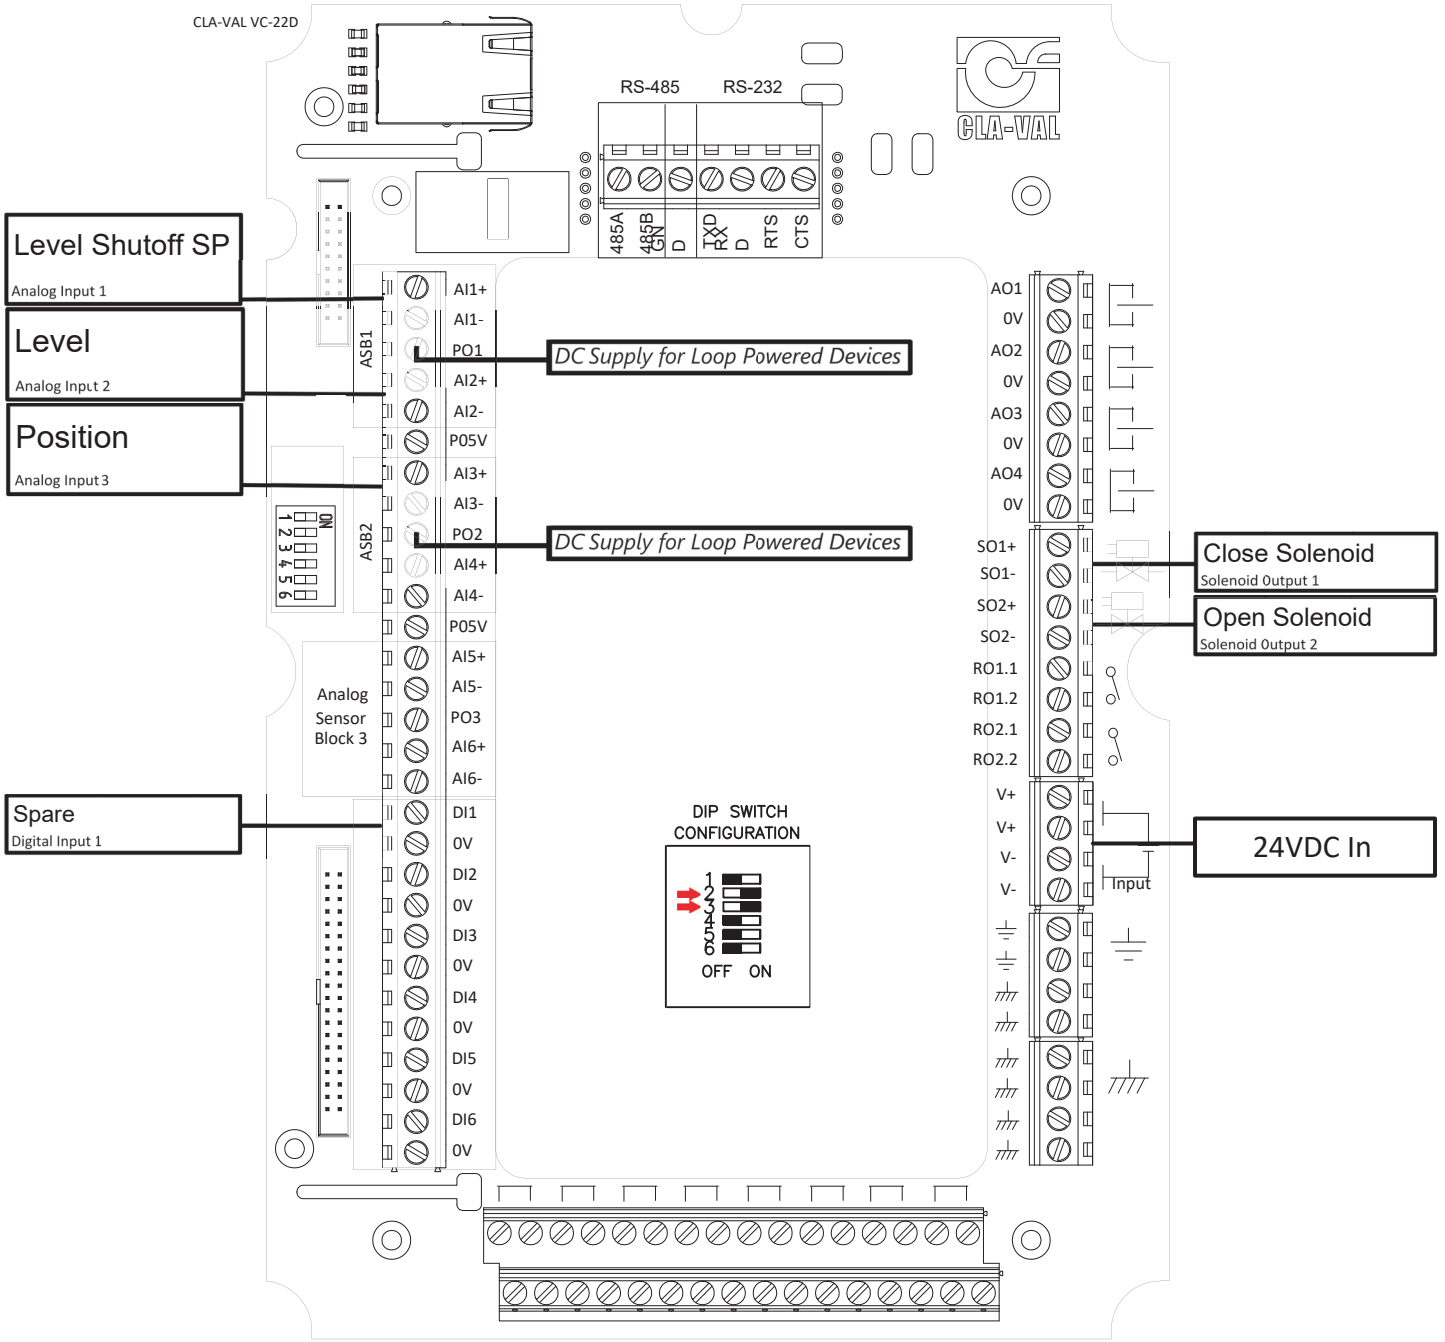 CLA-VAL VC-22D
RS-485 RS-232
CLA-VAL
485A
485B
GN
D
TXD
RX
D
RTS
CTS
Level Shutoff SP
Analog Input 1
Level
Analog Input 2
Position
Analog Input 3
ASB1
AI1+
AI1-
PO1
AI2+
AI2-
P05V
ASB2
AI3+
AI3-
PO2
AI4+
AI4-
P05V
DC Supply for Loop Powered Devices
DC Supply for Loop Powered Devices
ON
1
2
3
4
5
6
Analog
Sensor
Block 3
AI5+
AI5-
PO3
AI6+
AI6-
Spare
Digital Input 1
DI1
0V
DI2
0V
DI3
0V
DI4
0V
DI5
0V
DI6
0V
DIP SWITCH
CONFIGURATION
1
2
3
4
5
6
OFF ON
AO1
0V
AO2
0V
AO3
0V
AO4
0V
SO1+
SO1-
SO2+
SO2-
RO1.1
RO1.2
RO2.1
RO2.2
V+
V+
V-
V-
Close Solenoid
Solenoid Output 1
Open Solenoid
Solenoid Output 2
24VDC In
Input